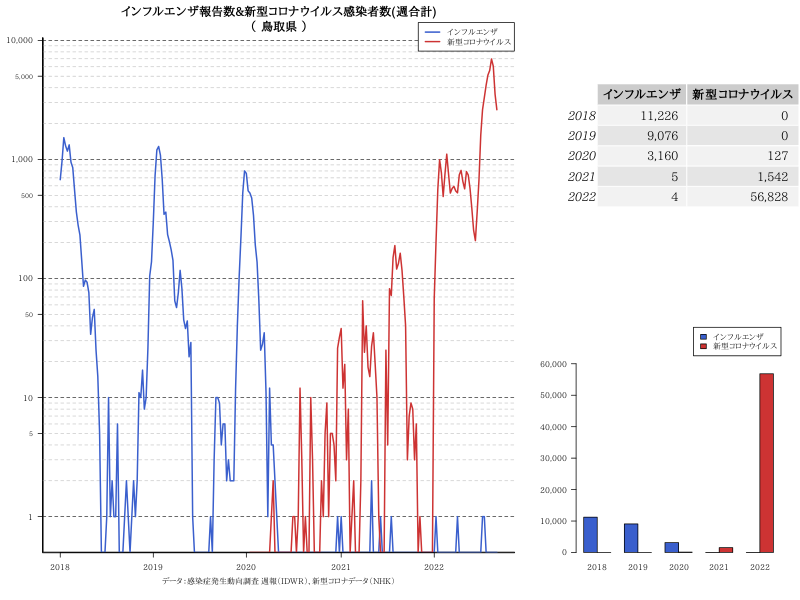 インフルエンザ報告数&新型コロナウイルス感染者数(週合計)
( 鳥取県 )
インフルエンザ
新型コロナウイルス
10,000
5,000
1,000
500
100
50
10
5
1
2018 2019 2020 2021 2022
データ:感染症発生動向調査 週報(IDWR)、新型コロナデータ(NHK)
インフルエンザ 新型コロナウイルス
2018 11,226 0
2019 9,076 0
2020 3,160 127
2021 5 1,542
2022 4 56,828
インフルエンザ
新型コロナウイルス
60,000
50,000
40,000
30,000
20,000
10,000
0
2018 2019 2020 2021 2022